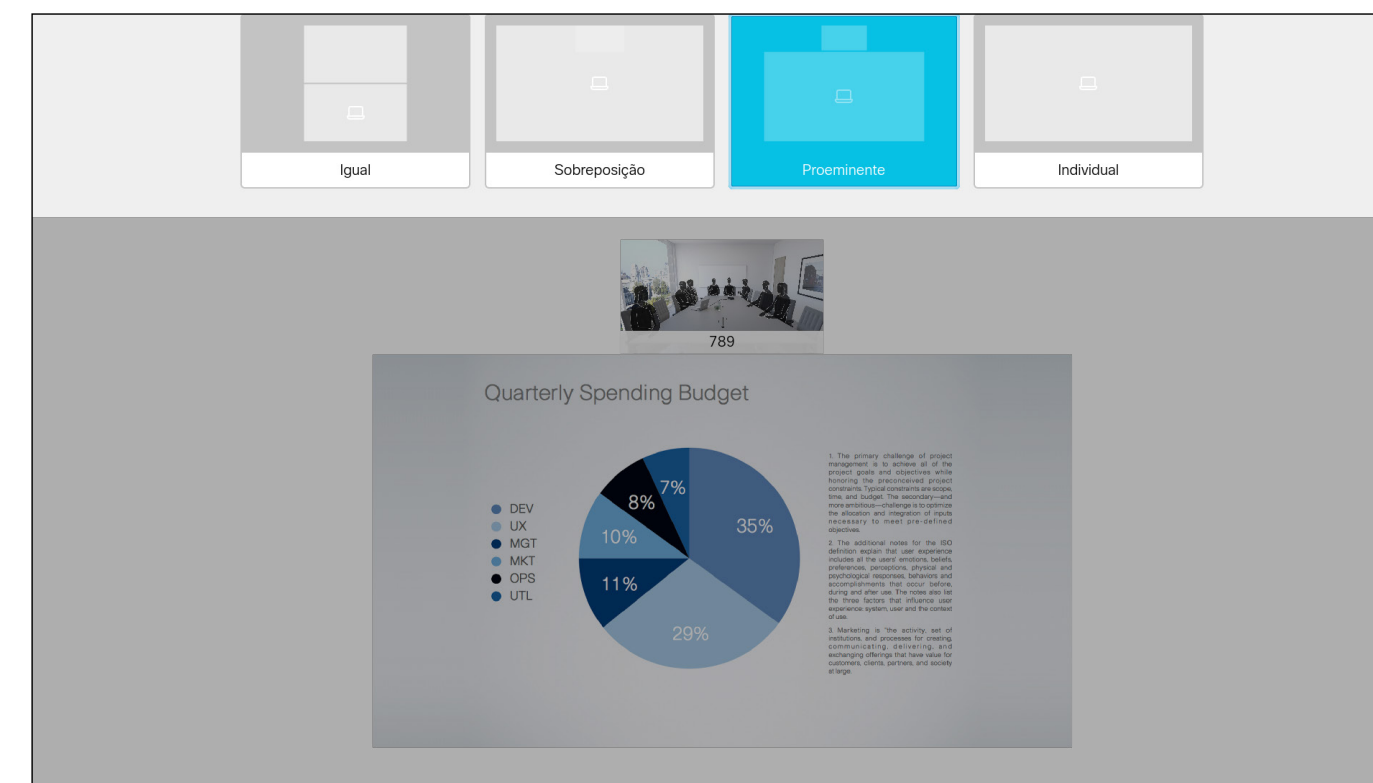 Igual
Sobreposição
Proeminente
Individual
789
Quarterly Spending Budget
DEV
UX
MGT
MKT
OPS
UTL
7%
8%
35%
10%
11%
29%
1. The primary challenge of project
management is to achieve all of the
project goals and objectives while
honoring the preconceived project
constraints. Typical constraints are scope,
time, and budget. The secondary—and
more ambitious—challenge is to optimize
the allocation and integration of inputs
necessary to meet pre-defined
objectives.
2. The additional notes for the ISO
definition explain that user experience
includes all the users' emotions, beliefs,
preferences, perceptions, physical and
psychological responses, behaviors and
accomplishments that occur before,
during and after use. The notes also list
the three factors that influence user
experience: system, user and the context
of use.
3. Marketing is "the activity, set of
institutions, and processes for creating,
communicating, delivering, and
exchanging offerings that have value for
customers, clients, partners, and society
at large.